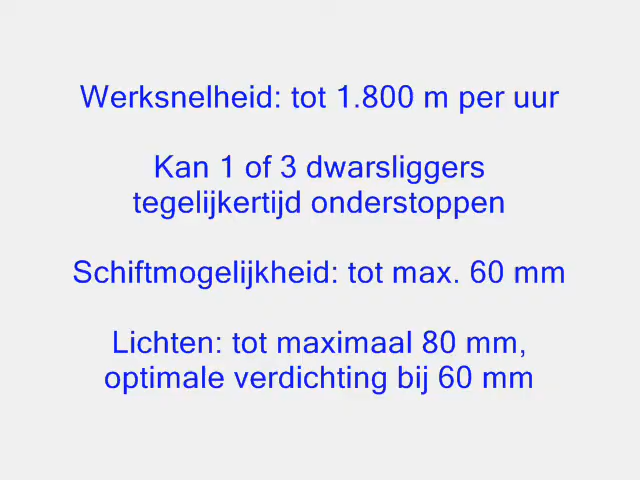 Werksnelheid: tot 1.800 m per uur
Kan 1 of 3 dwarsliggers
tegelijkertijd onderstoppen
Schiftmogelijkheid: tot max. 60 mm
Lichten: tot maximaal 80 mm,
optimale verdichting bij 60 mm